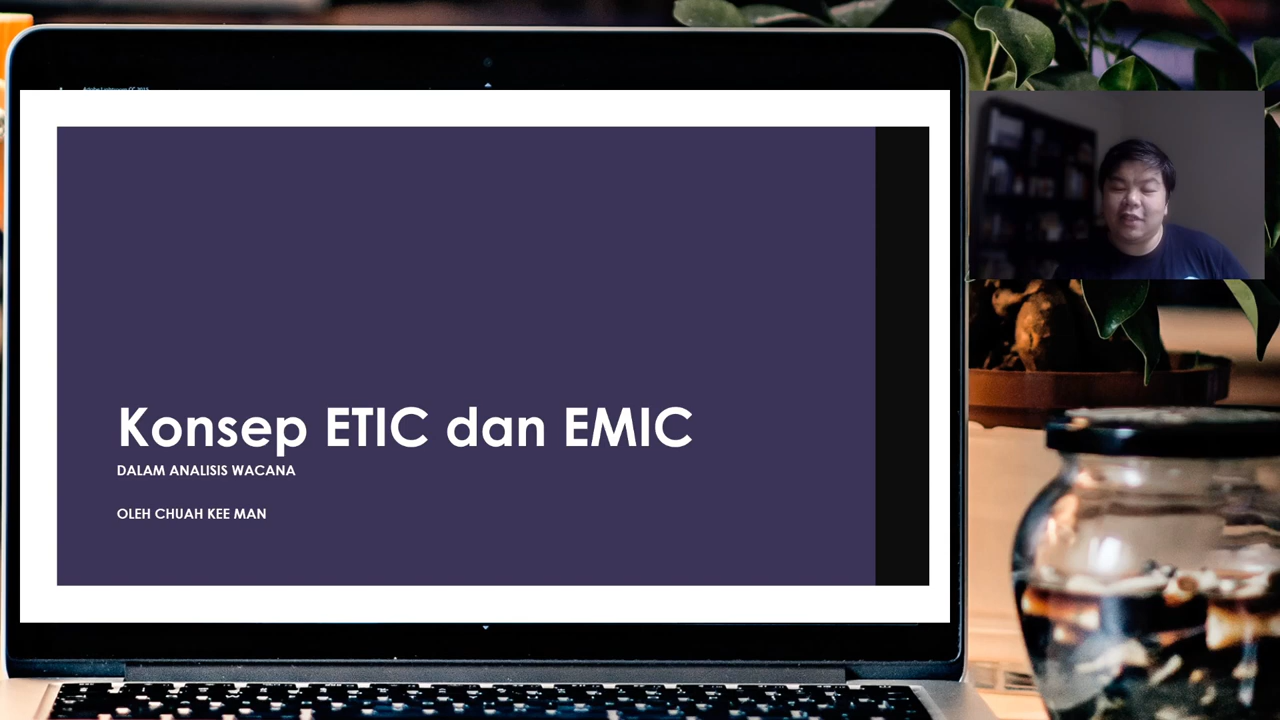 Konsep ETIC dan EMIC
DALAM ANALISIS WACANA
OLEH CHUAH KEE MAN